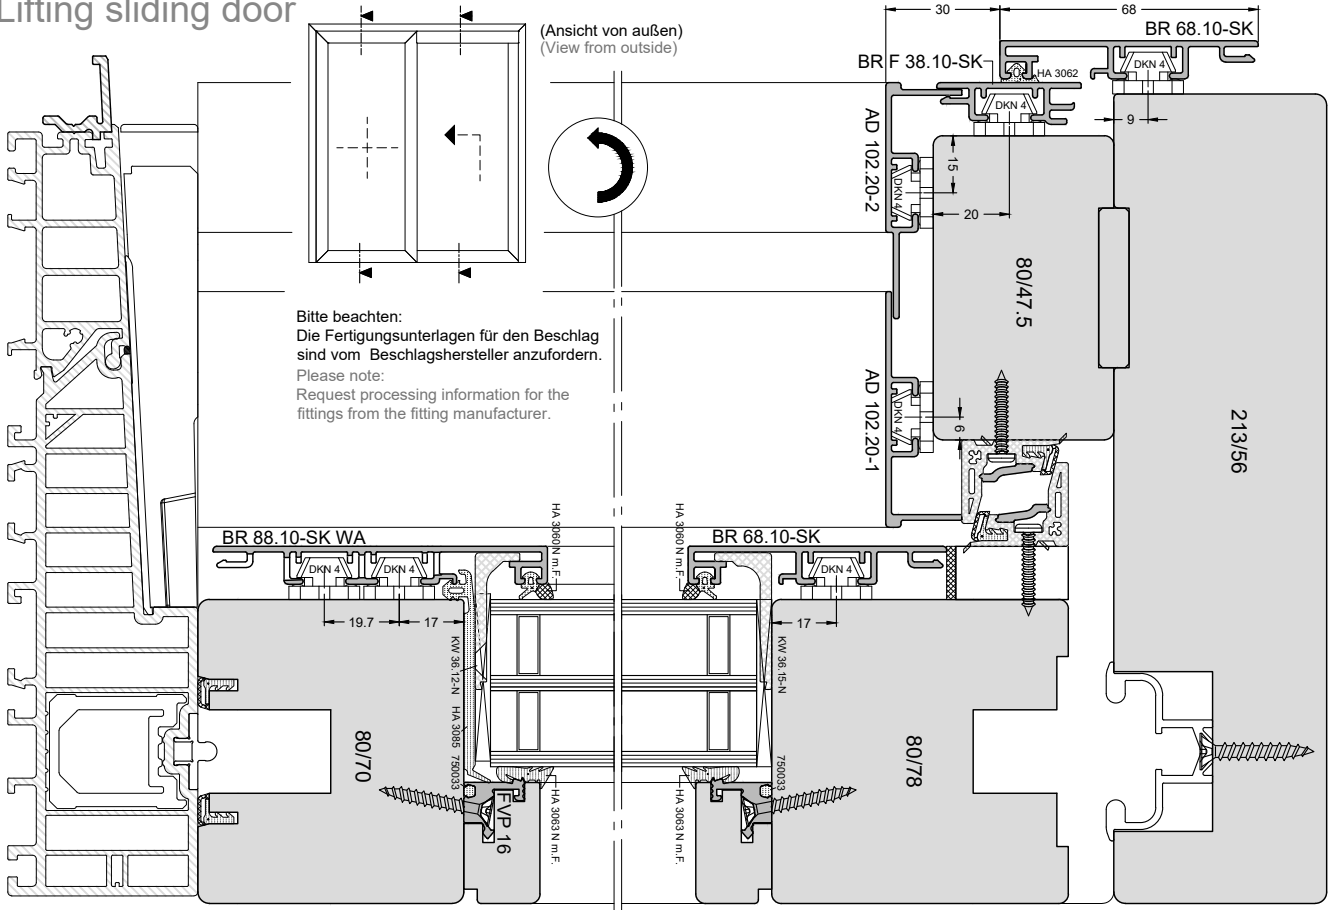 Lifting sliding door
(Ansicht von außen)
(View from outside)
30
68
BR 68.10-SK
BR F 38.10-SK
HA 3062
DKN 4
DKN 4
9
AD 102.20-2
DKN 4
15
20
80/47.5
Bitte beachten:
Die Fertigungsunterlagen für den Beschlag
sind vom Beschlagshersteller anzufordern.
Please note:
Request processing information for the
fittings from the fitting manufacturer.
AD 102.20-1
DKN 4
6
213/56
BR 88.10-SK WA
HA 3060 N m.F.
HA 3060 N m.F.
BR 68.10-SK
DKN 4
DKN 4
DKN 4
19.7
17
17
KW 36.12-N
HA 3085
750033
KW 36.15-N
750033
80/70
80/78
FVP 16
HA 3063 N m.F.
HA 3063 N m.F.